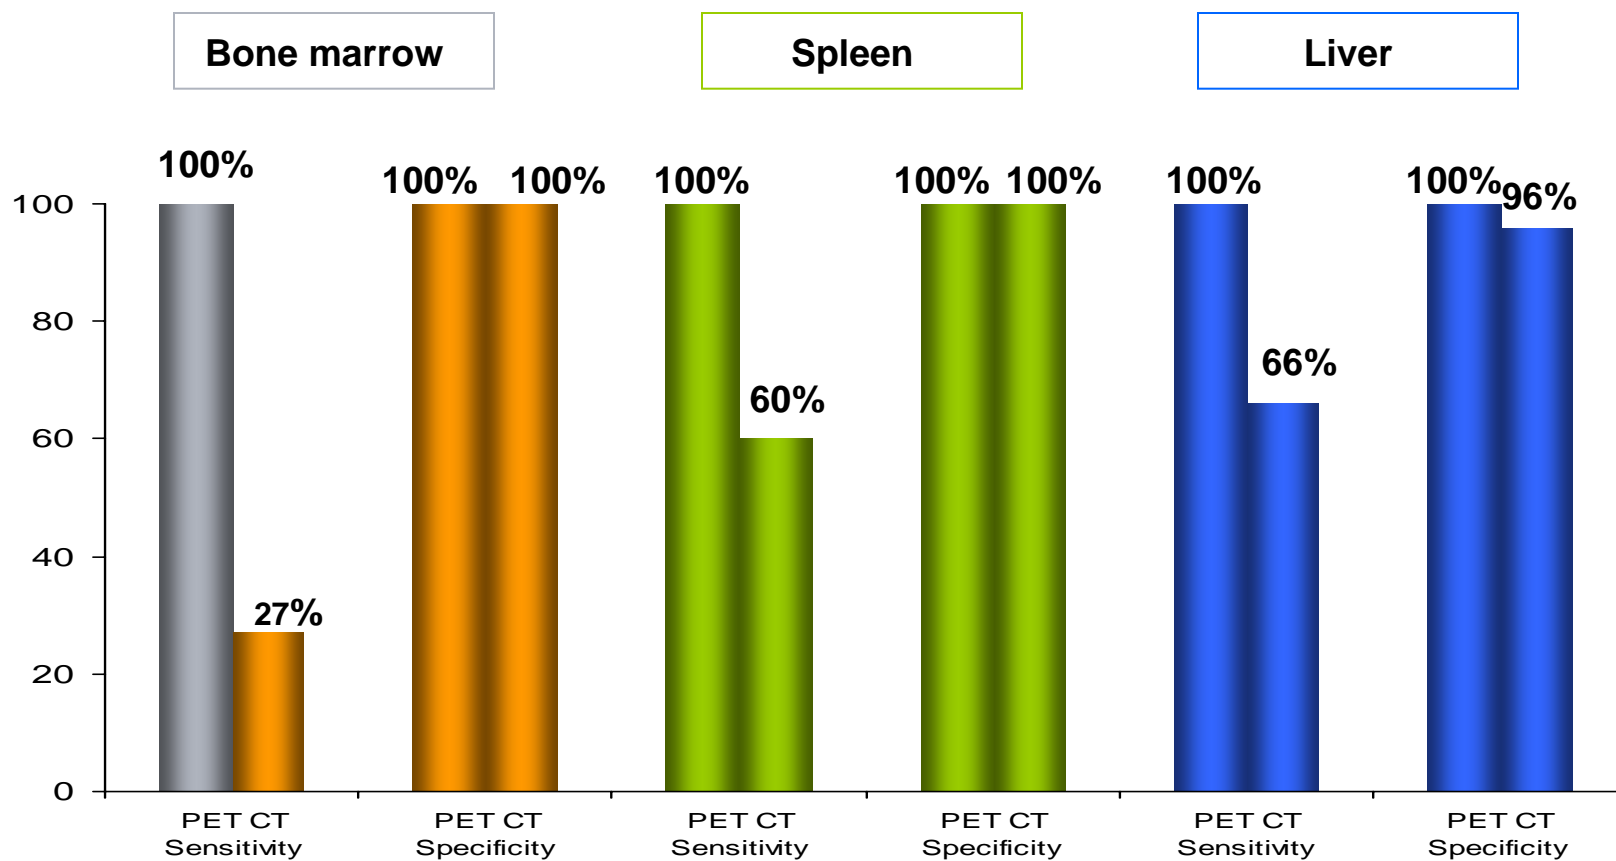 Bone marrow
Spleen
Liver
100%
100% 100%
100%
100% 100%
100%
100%
96%
27%
60%
66%
100
80
60
40
20
0
PET CT
Sensitivity
PET CT
Specificity
PET CT
Sensitivity
PET CT
Specificity
PET CT
Sensitivity
PET CT
Specificity